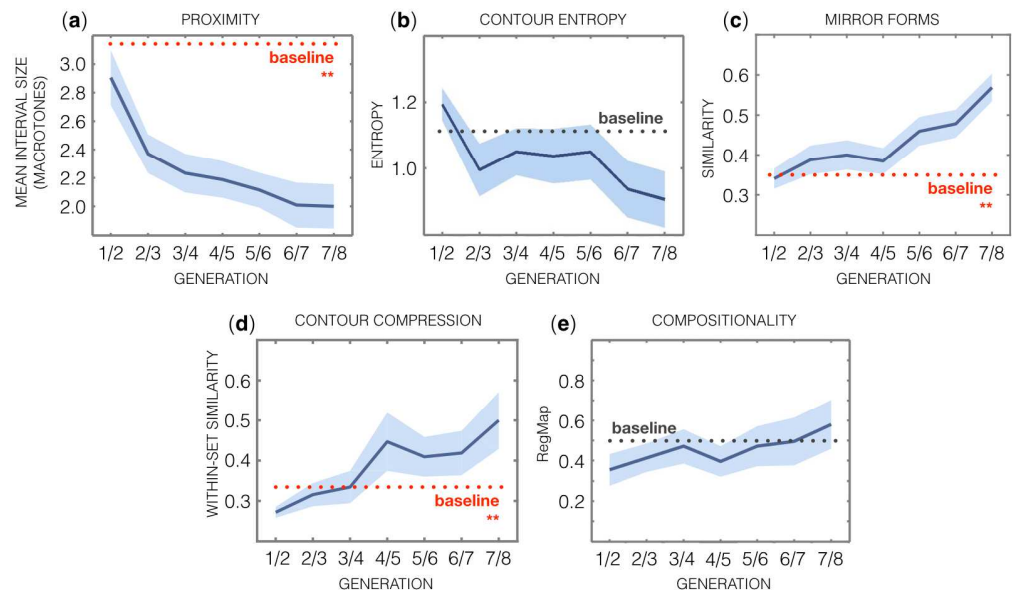 (a) PROXIMITY
MEAN INTERVAL SIZE
(MACROTONES)
3.0
2.8
2.6
2.4
2.2
2.0
baseline
**
1/2 2/3 3/4 4/5 5/6 6/7 7/8
GENERATION
(b) CONTOUR ENTROPY
ENTROPY
1.2
1.0
baseline
1/2 2/3 3/4 4/5 5/6 6/7 7/8
GENERATION
(c) MIRROR FORMS
SIMILARITY
0.6
0.5
0.4
0.3
baseline
**
1/2 2/3 3/4 4/5 5/6 6/7 7/8
GENERATION
(d) CONTOUR COMPRESSION
WITHIN-SET SIMILARITY
0.6
0.5
0.4
0.3
baseline
**
1/2 2/3 3/4 4/5 5/6 6/7 7/8
GENERATION
(e) COMPOSITIONALITY
RegMap
0.8
0.6
0.4
0.2
baseline
1/2 2/3 3/4 4/5 5/6 6/7 7/8
GENERATION